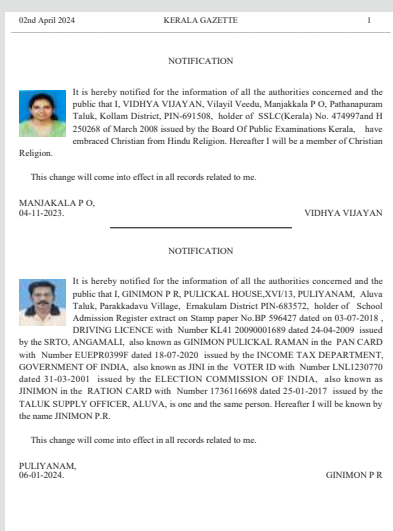 02nd April 2024 KERALA GAZETTE 1
NOTIFICATION
It is hereby notified for the information of all the authorities concerned and the
public that I, VIDHYA VIJAYAN, Vilayil Veedu, Manjakkala P O, Pathanapuram
Taluk, Kollam District, PIN-691508, holder of SSLC(Kerala) No. 474997and H
250268 of March 2008 issued by the Board Of Public Examinations Kerala, have
embraced Christian from Hindu Religion. Hereafter I will be a member of Christian
Religion.
This change will come into effect in all records related to me.
MANJAKALA P O,
04-11-2023. VIDHYA VIJAYAN
NOTIFICATION
It is hereby notified for the information of all the authorities concerned and the
public that I, GINIMON P R, PULICKAL HOUSE,XVI/13, PULIYANAM, Aluva
Taluk, Parakkadavu Village, Ernakulam District PIN-683572, holder of School
Admission Register extract on Stamp paper No.BP 596427 dated on 03-07-2018 ,
DRIVING LICENCE with Number KL41 20090001689 dated 24-04-2009 issued
by the SRTO, ANGAMALI, also known as GINIMON PULICKAL RAMAN in the PAN CARD
with Number EUEPR0399F dated 18-07-2020 issued by the INCOME TAX DEPARTMENT,
GOVERNMENT OF INDIA, also known as JINI in the VOTER ID with Number LNL1230770
dated 31-03-2001 issued by the ELECTION COMMISSION OF INDIA, also known as
JINIMON in the RATION CARD with Number 1736116698 dated 25-01-2017 issued by the
TALUK SUPPLY OFFICER, ALUVA, is one and the same person. Hereafter I will be known by
the name JINIMON P.R.
This change will come into effect in all records related to me.
PULIYANAM,
06-01-2024. GINIMON P R